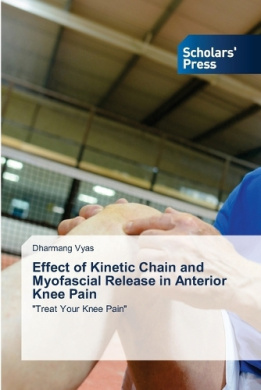 Scholars'
Press
Dharmang Vyas
Effect of Kinetic Chain and
Myofascial Release in Anterior
Knee Pain
"Treat Your Knee Pain"